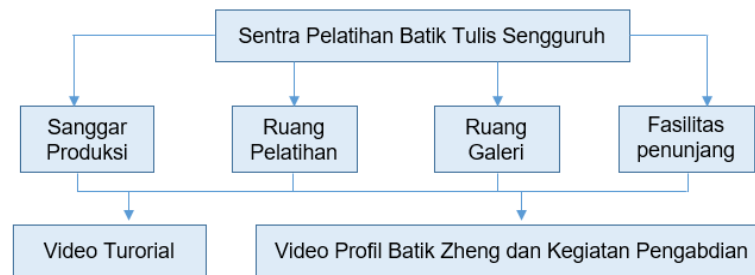 Sentra Pelatihan Batik Tulis Sengguruh
Sanggar
Produksi
Ruang
Pelatihan
Ruang
Galeri
Fasilitas
penunjang
Video Turorial
Video Profil Batik Zheng dan Kegiatan Pengabdian